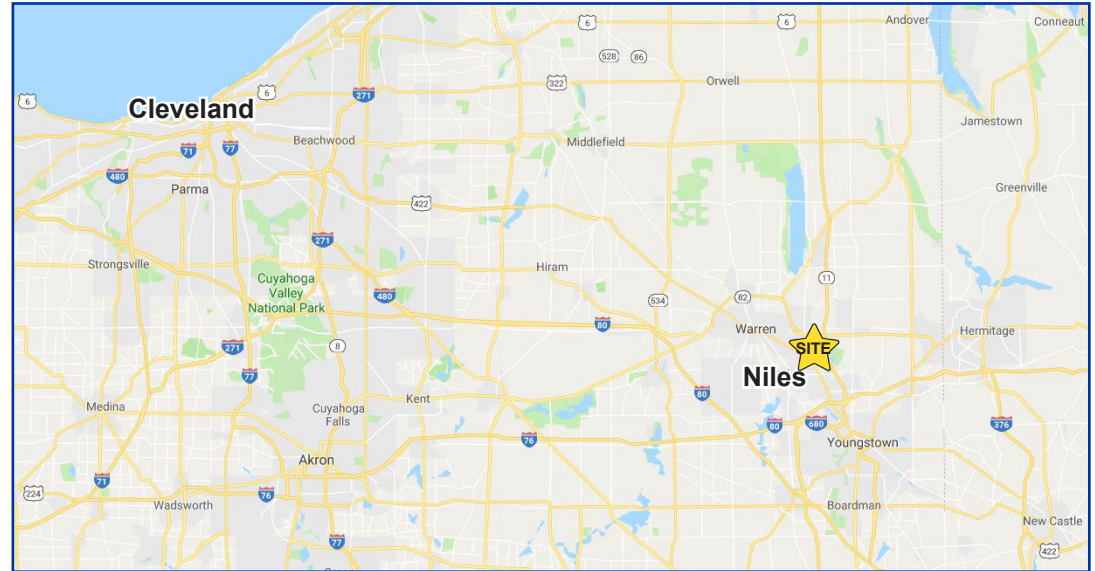 Andover
Conneaut
6
6
6
528
86
322
Orwell
6
6
271
Cleveland
Jamestown
Beachwood
Middlefield
71
77
480
Parma
Greenville
422
271
Strongsville
Hiram
Cuyahoga
Valley
National Park
11
480
534
82
80
Warren
Hermitage
8
271
SITE
77
Niles
Medina
Cuyahoga
Falls
Kent
80
80
680
376
76
Youngstown
Akron
71
224
76
Wadsworth
Boardman
New Castle
77
422